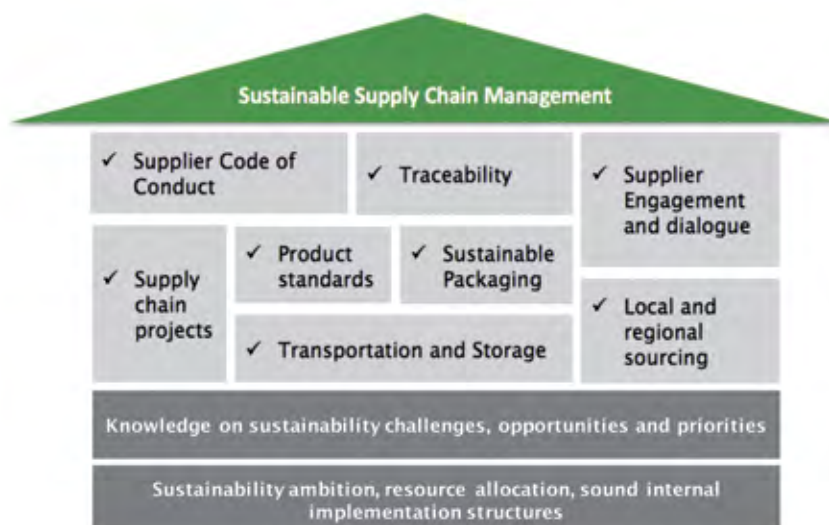 Sustainable Supply Chain Management
✓ Supplier Code of
Conduct
✓ Traceability
✓ Supplier
Engagement
and dialogue
✓ Supply
chain
projects
✓ Product
standards
✓ Sustainable
Packaging
✓ Transportation and Storage
✓ Local and
regional
sourcing
Knowledge on sustainability challenges, opportunities and priorities
Sustainability ambition, resource allocation, sound internal
implementation structures